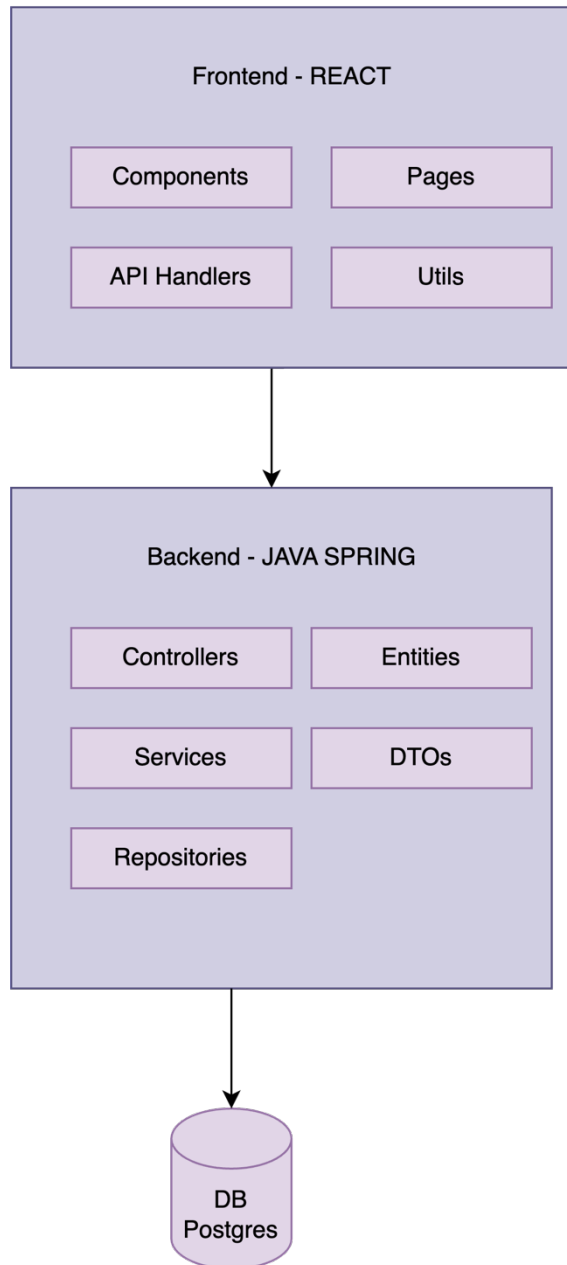 Frontend - REACT
Components
Pages
API Handlers
Utils
Backend - JAVA SPRING
Controllers
Entities
Services
DTOs
Repositories
DB
Postgres